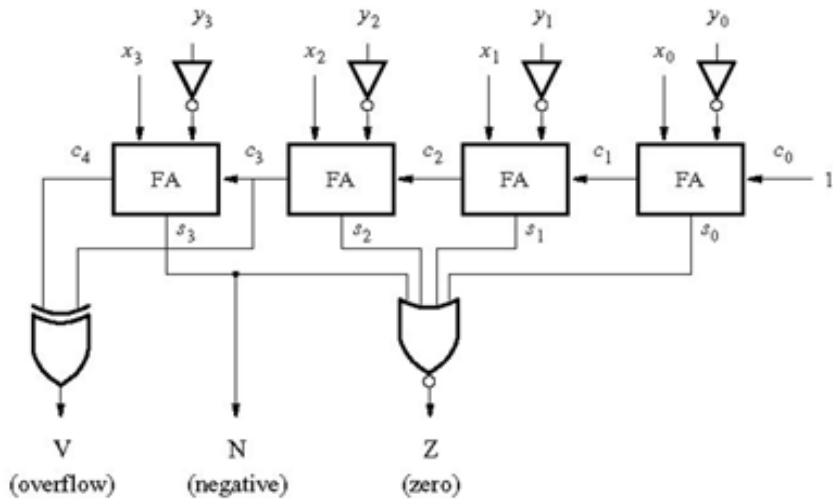 y3 y2 y1 y0
x3 x2 x1 x0
c4 c3 c2 c1 c0
FA FA FA FA 1
s3 s2 s1 s0
V N Z
(overflow) (negative) (zero)